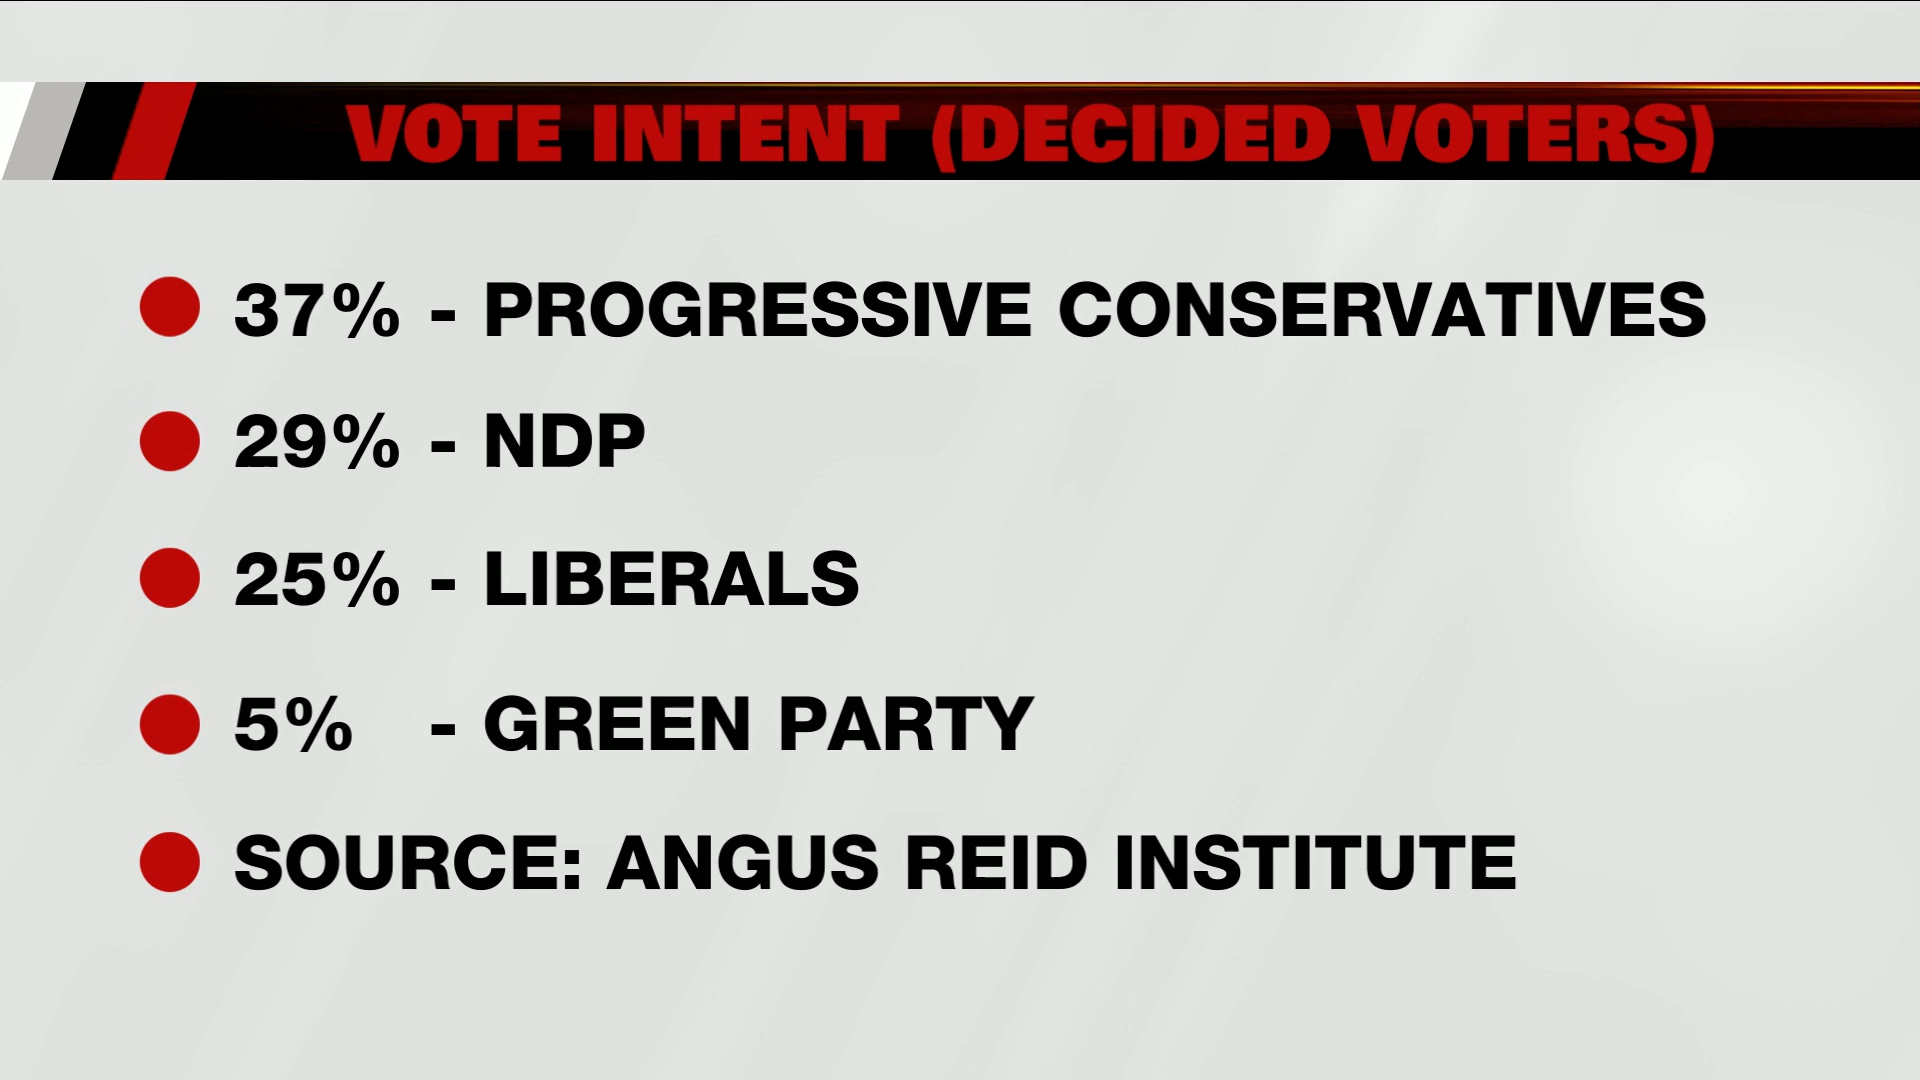 VOTE INTENT (DECIDED VOTERS)
37% - PROGRESSIVE CONSERVATIVES
29% - NDP
25% - LIBERALS
5% - GREEN PARTY
SOURCE: ANGUS REID INSTITUTE